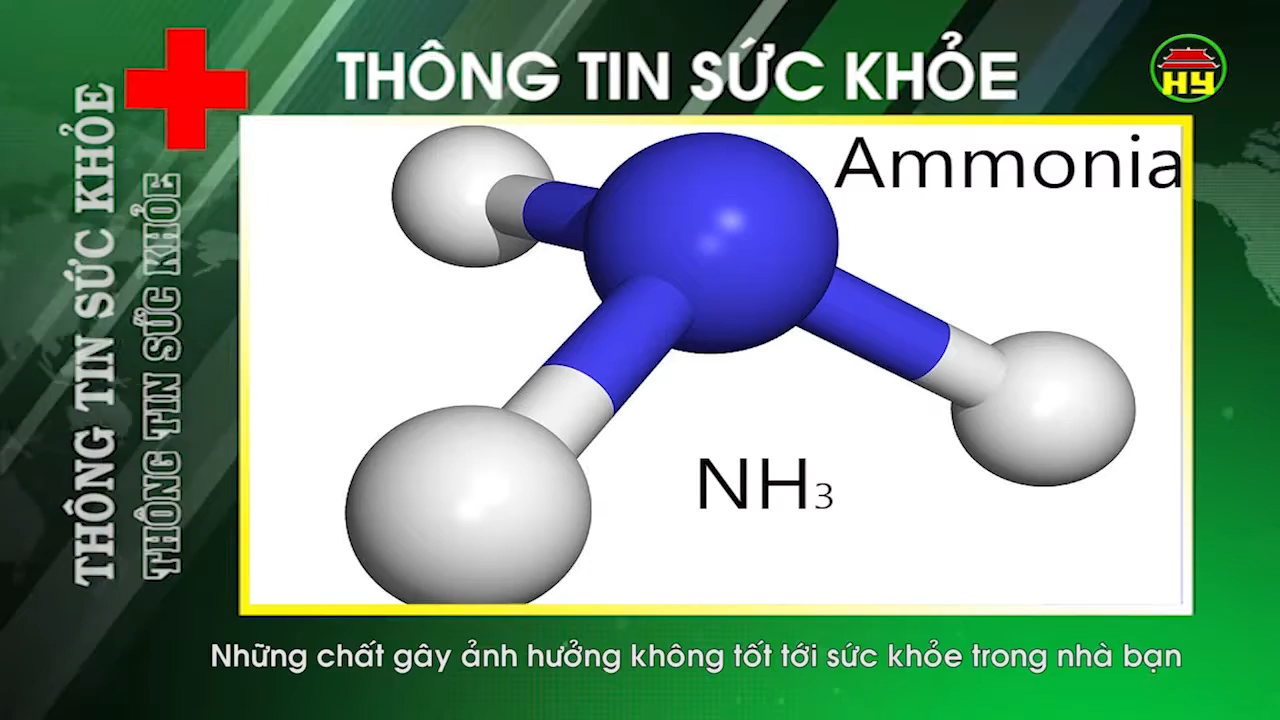 THÔNG TIN SỨC KHỎE
HY
THÔNG TIN SỨC KHỎE
THÔNG TIN SỨC KHỎE
Ammonia
NH₃
Những chất gây ảnh hưởng không tốt tới sức khỏe trong nhà bạn